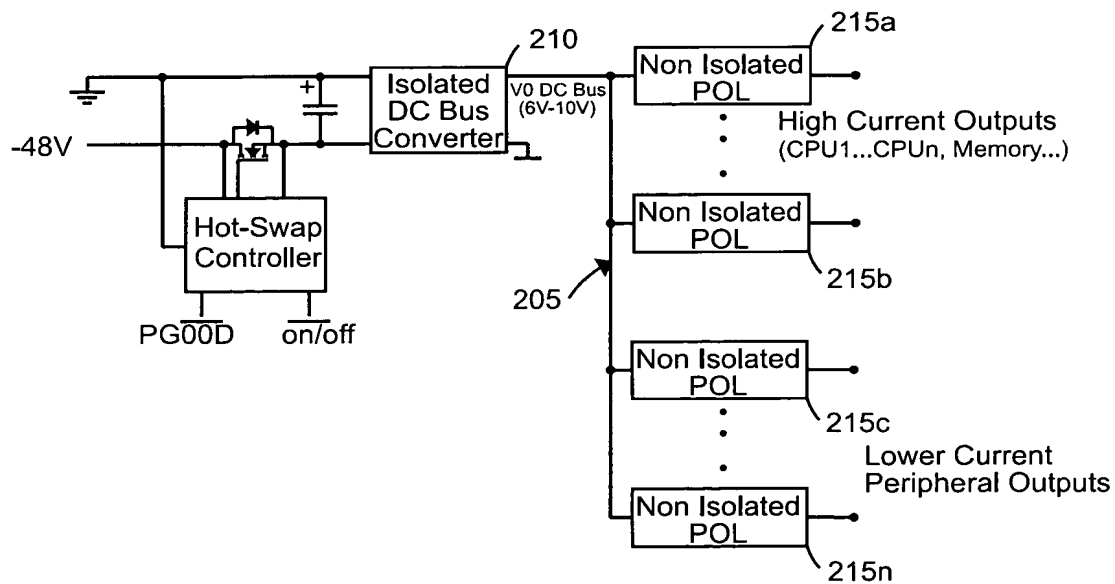 210
215a
Isolated
DC Bus
Converter
+
V0 DC Bus
(6V-10V)
Non Isolated
POL
High Current Outputs
(CPU1...CPUn, Memory...)
-48V
Hot-Swap
Controller
PG00D
on/off
Non Isolated
POL
205
215b
Non Isolated
POL
215c
Lower Current
Peripheral Outputs
Non Isolated
POL
215n